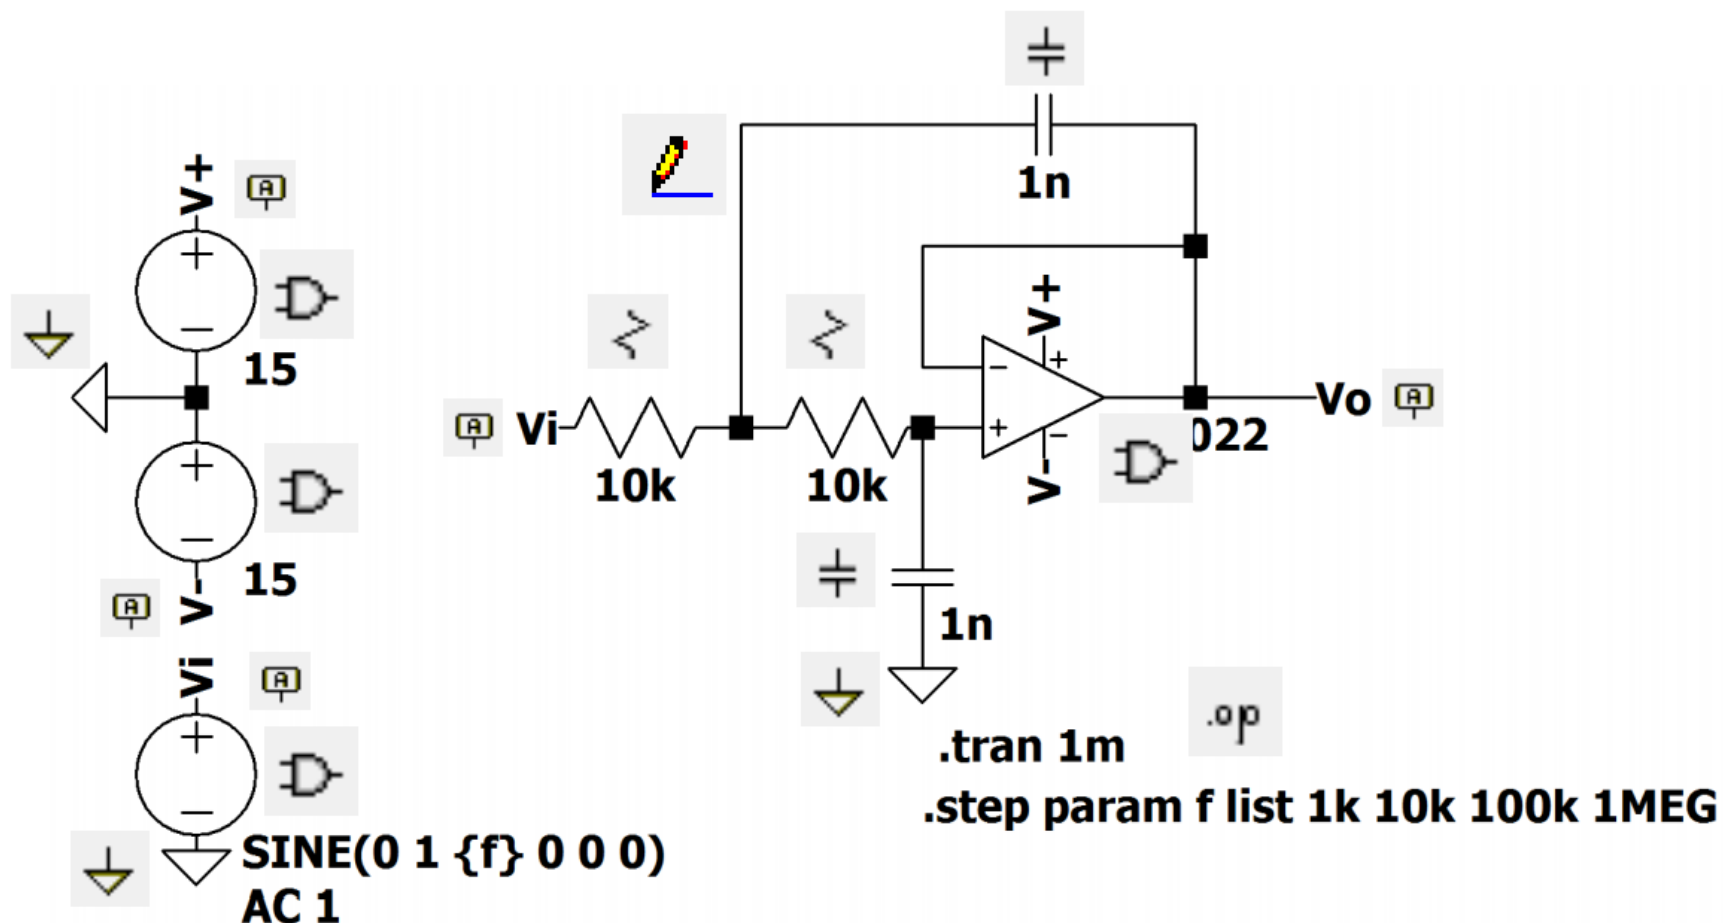 V+
15
15
V-
Vi
SINE(0 1 {f} 0 0 0)
AC 1
1n
Vi
10k
10k
V+
V-
Vo
022
1n
.op
.tran 1m
.step param f list 1k 10k 100k 1MEG
A
A
A
A
A